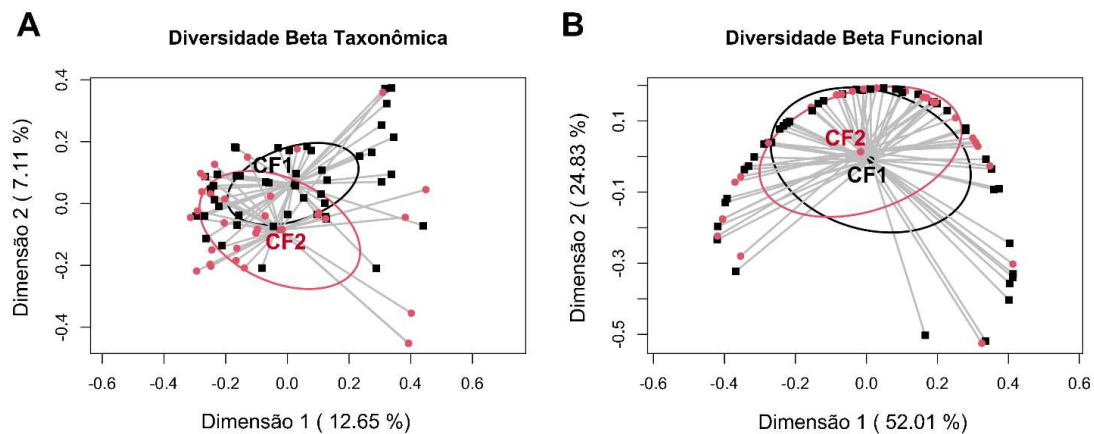 A
Diversidade Beta Taxonômica
0.4
0.2
0.0
-0.2
-0.4
Dimensão 2 ( 7.11 %)
CF1
CF2
-0.6 -0.4 -0.2 0.0 0.2 0.4 0.6
Dimensão 1 ( 12.65 %)
B
Diversidade Beta Funcional
0.1
-0.1
-0.3
-0.5
Dimensão 2 ( 24.83 %)
CF2
CF1
-0.6 -0.4 -0.2 0.0 0.2 0.4 0.6
Dimensão 1 ( 52.01 %)